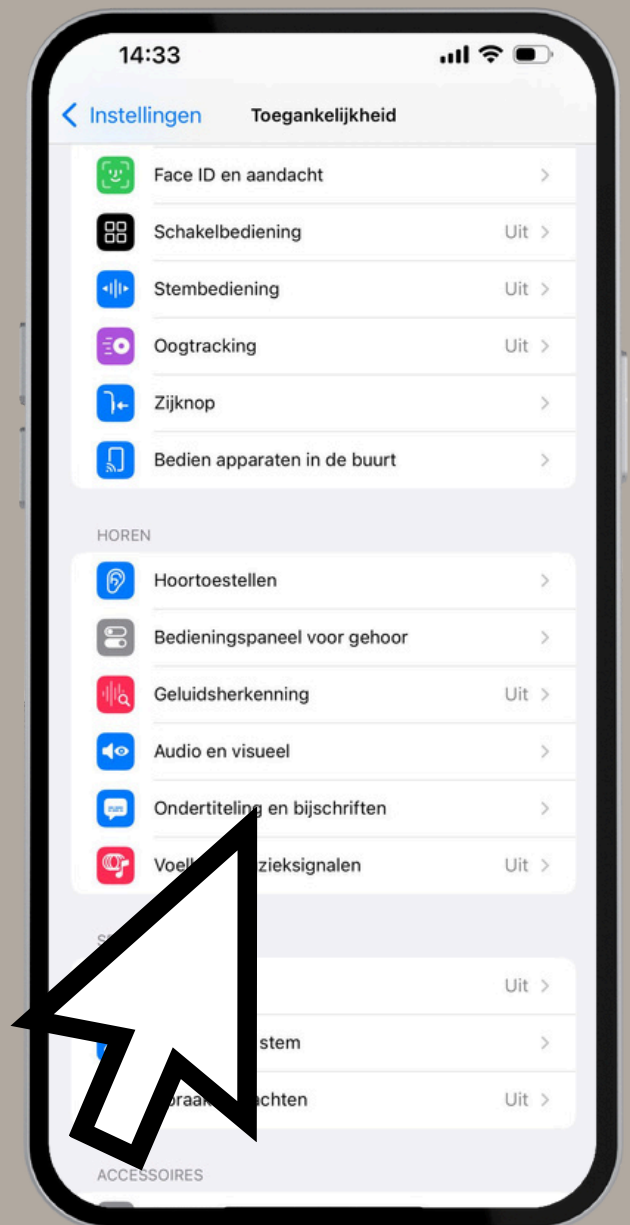 14:33
Instellingen Toegankelijkheid
Face ID en aandacht
Schakelbediening Uit
Stembediening Uit
Oogtracking Uit
Zijknop
Bedien apparaten in de buurt
HOREN
Hoortoestellen
Bedieningspaneel voor gehoor
Geluidsherkenning Uit
Audio en visueel
Ondertiteling en bijschriften
Uit
Uit
stem
Uit
ACCESSOIRES